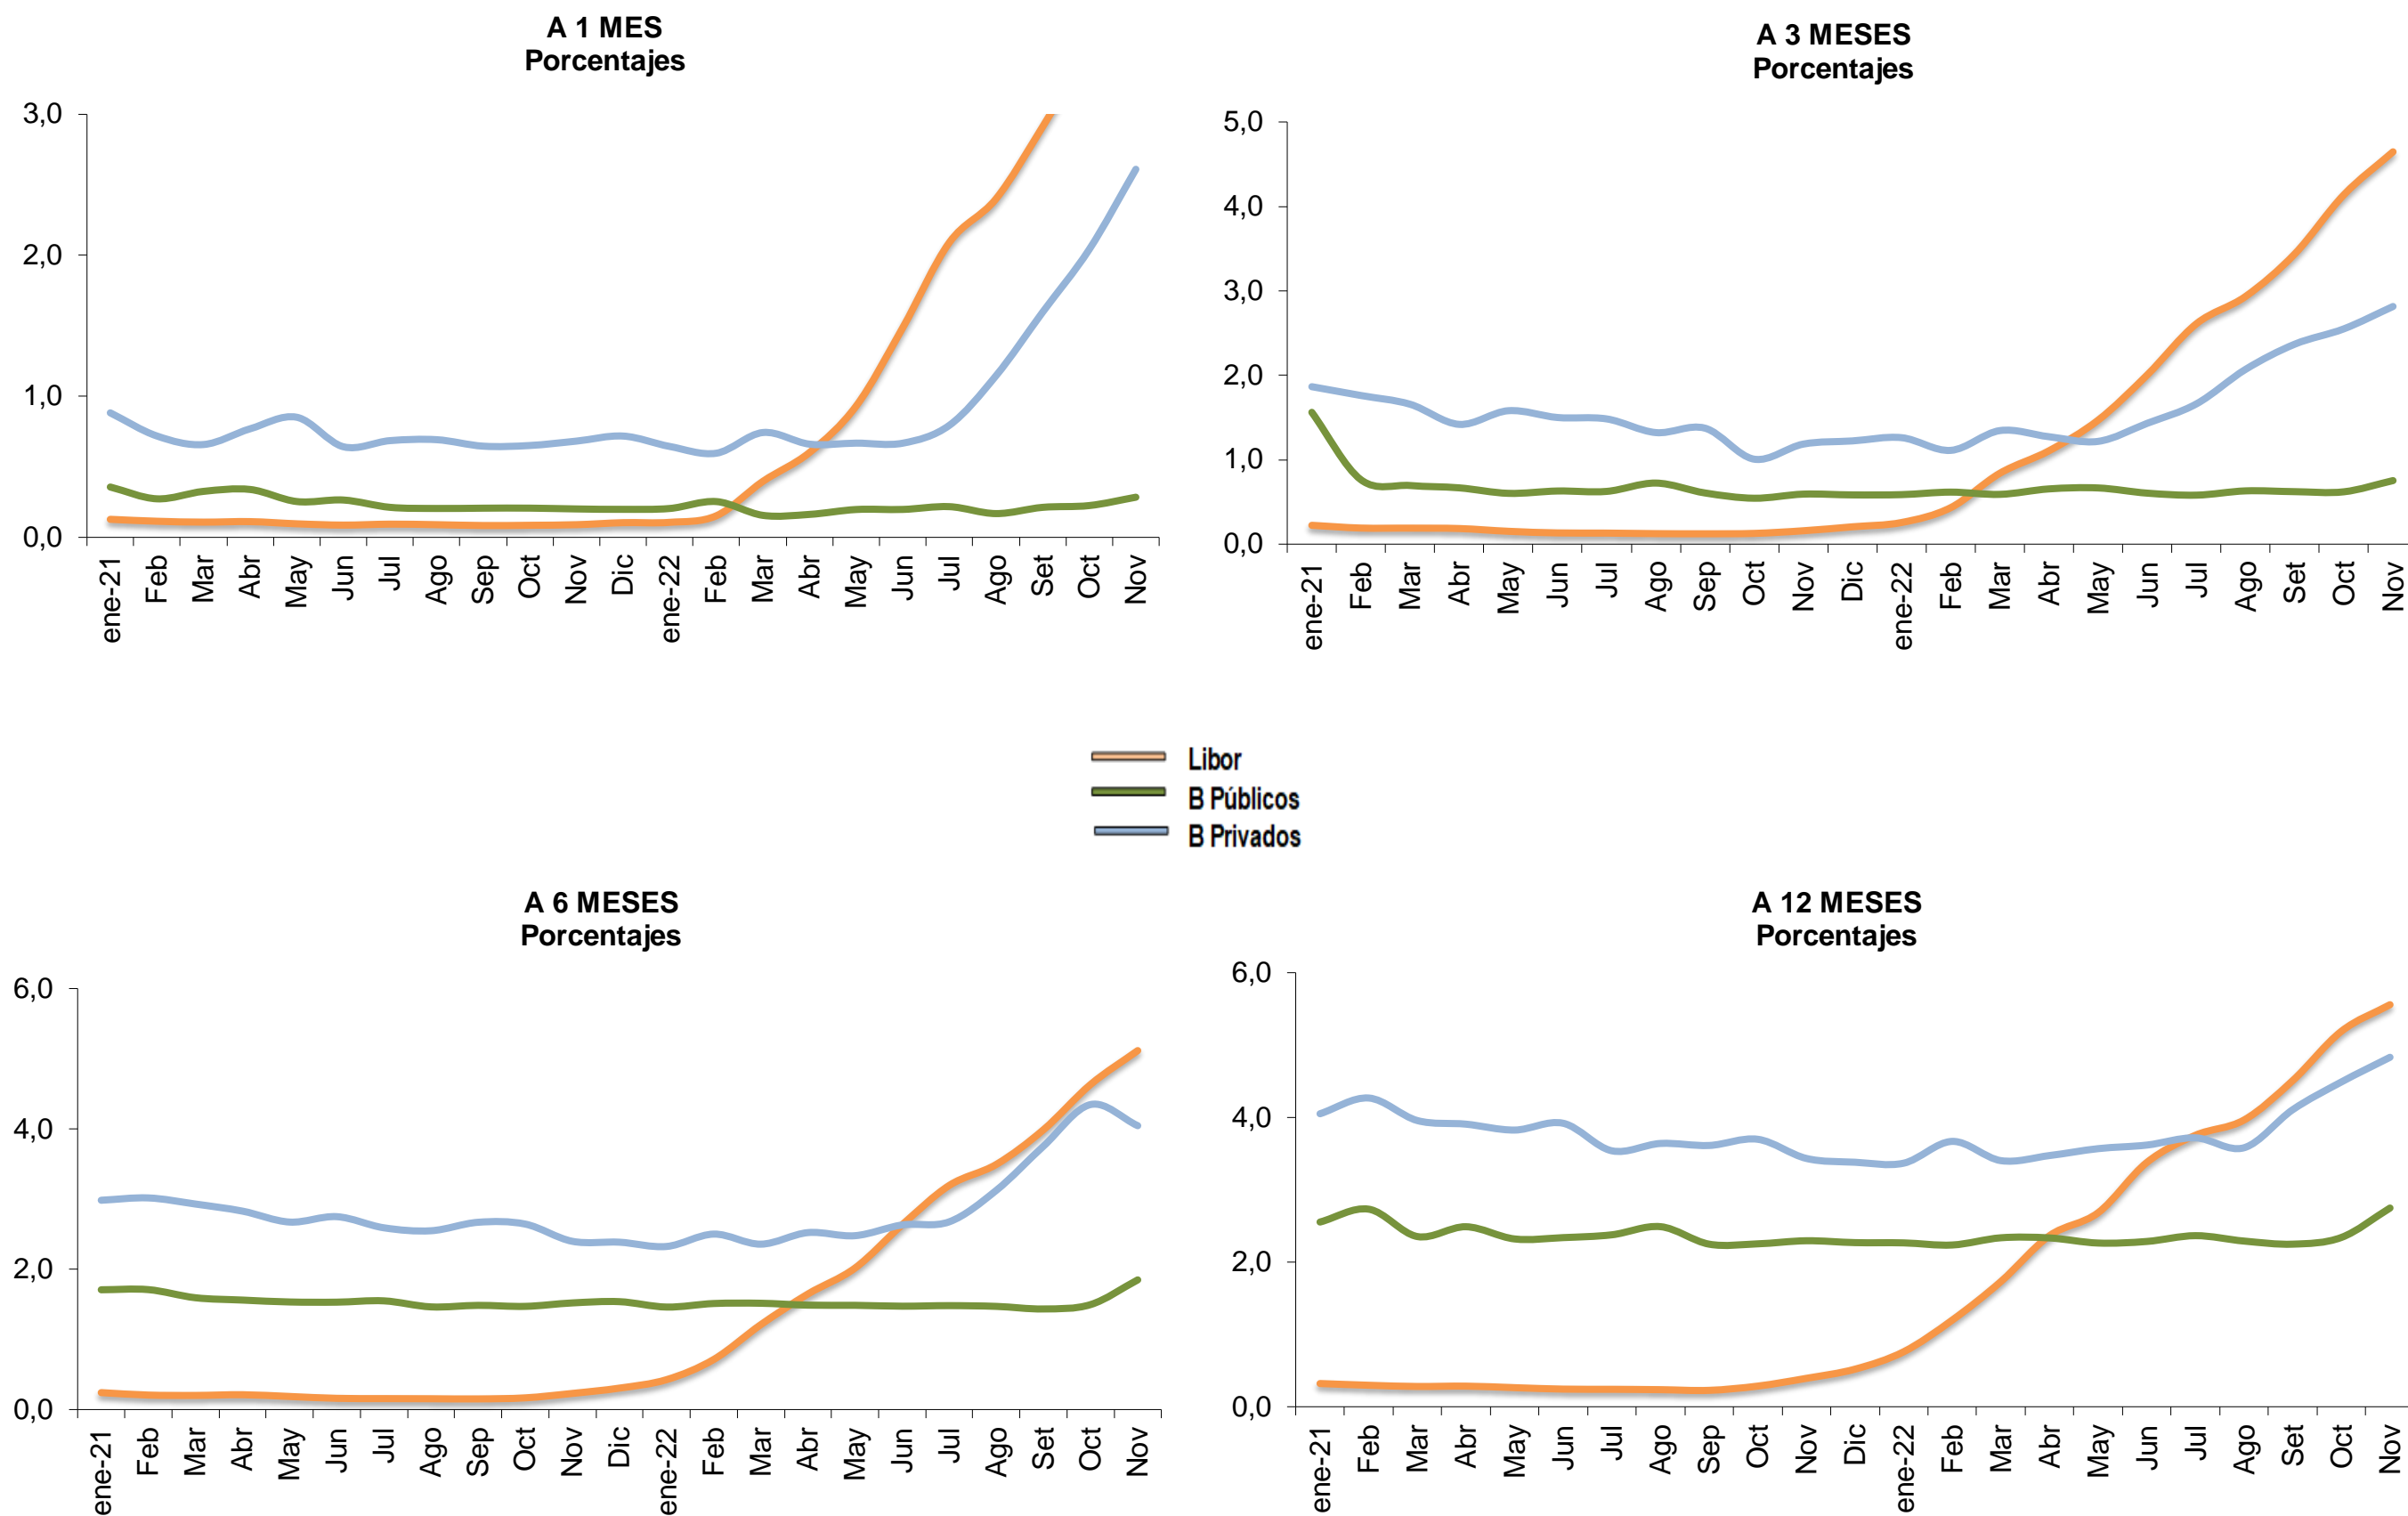 A 1 MES
Porcentajes
3,0
2,0
1,0
0,0
ene-21 Feb Mar Abr May Jun Jul Ago Sep Oct Nov Dic ene-22 Feb Mar Abr May Jun Jul Ago Set Oct Nov
A 3 MESES
Porcentajes
5,0
4,0
3,0
2,0
1,0
0,0
ene-21 Feb Mar Abr May Jun Jul Ago Sep Oct Nov Dic ene-22 Feb Mar Abr May Jun Jul Ago Set Oct Nov
Libor
B Públicos
B Privados
A 6 MESES
Porcentajes
6,0
4,0
2,0
0,0
ene-21 Feb Mar Abr May Jun Jul Ago Sep Oct Nov Dic ene-22 Feb Mar Abr May Jun Jul Ago Set Oct Nov
A 12 MESES
Porcentajes
6,0
4,0
2,0
0,0
ene-21 Feb Mar Abr May Jun Jul Ago Sep Oct Nov Dic ene-22 Feb Mar Abr May Jun Jul Ago Set Oct Nov